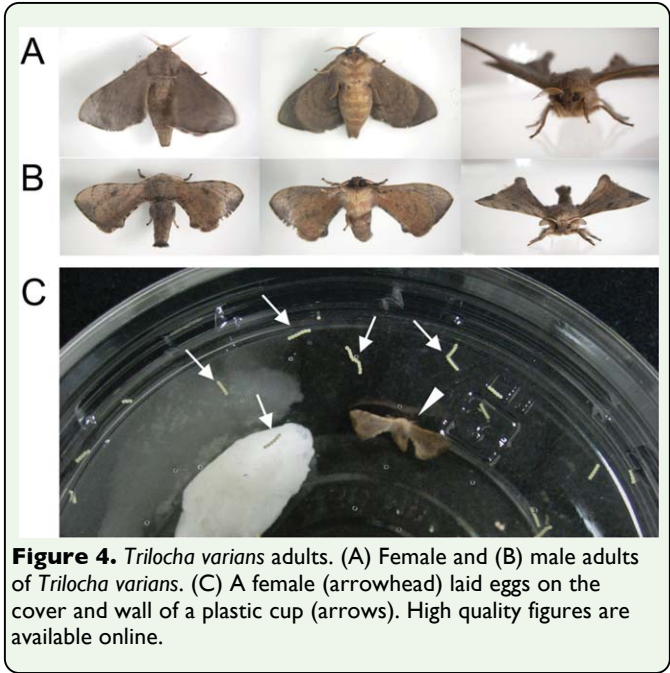 A
B
C
Figure 4. Trilocha varians adults. (A) Female and (B) male adults
of Trilocha varians. (C) A female (arrowhead) laid eggs on the
cover and wall of a plastic cup (arrows). High quality figures are
available online.